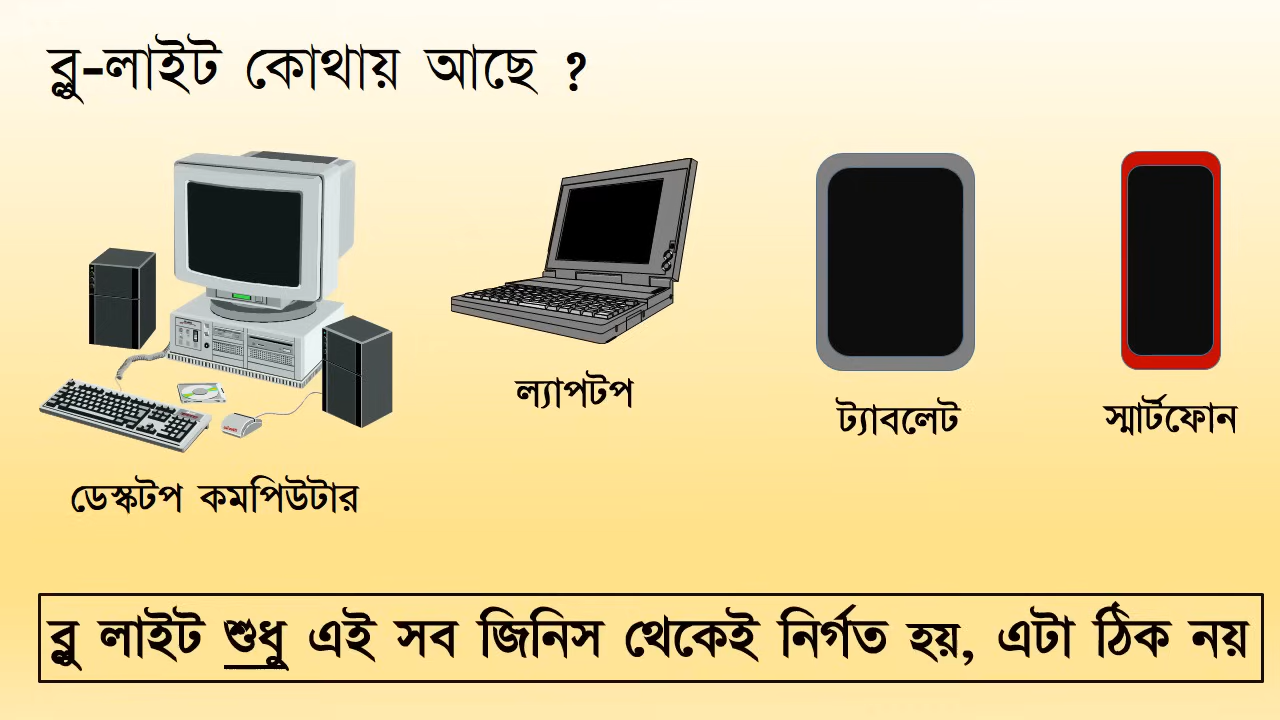 ব্লু-লাইট কোথায় আছে ?
ল্যাপটপ
ট্যাবলেট
স্মার্টফোন
ডেস্কটপ কমপিউটার
ব্লু লাইট শুধু এই সব জিনিস থেকেই নির্গত হয়, এটা ঠিক নয়